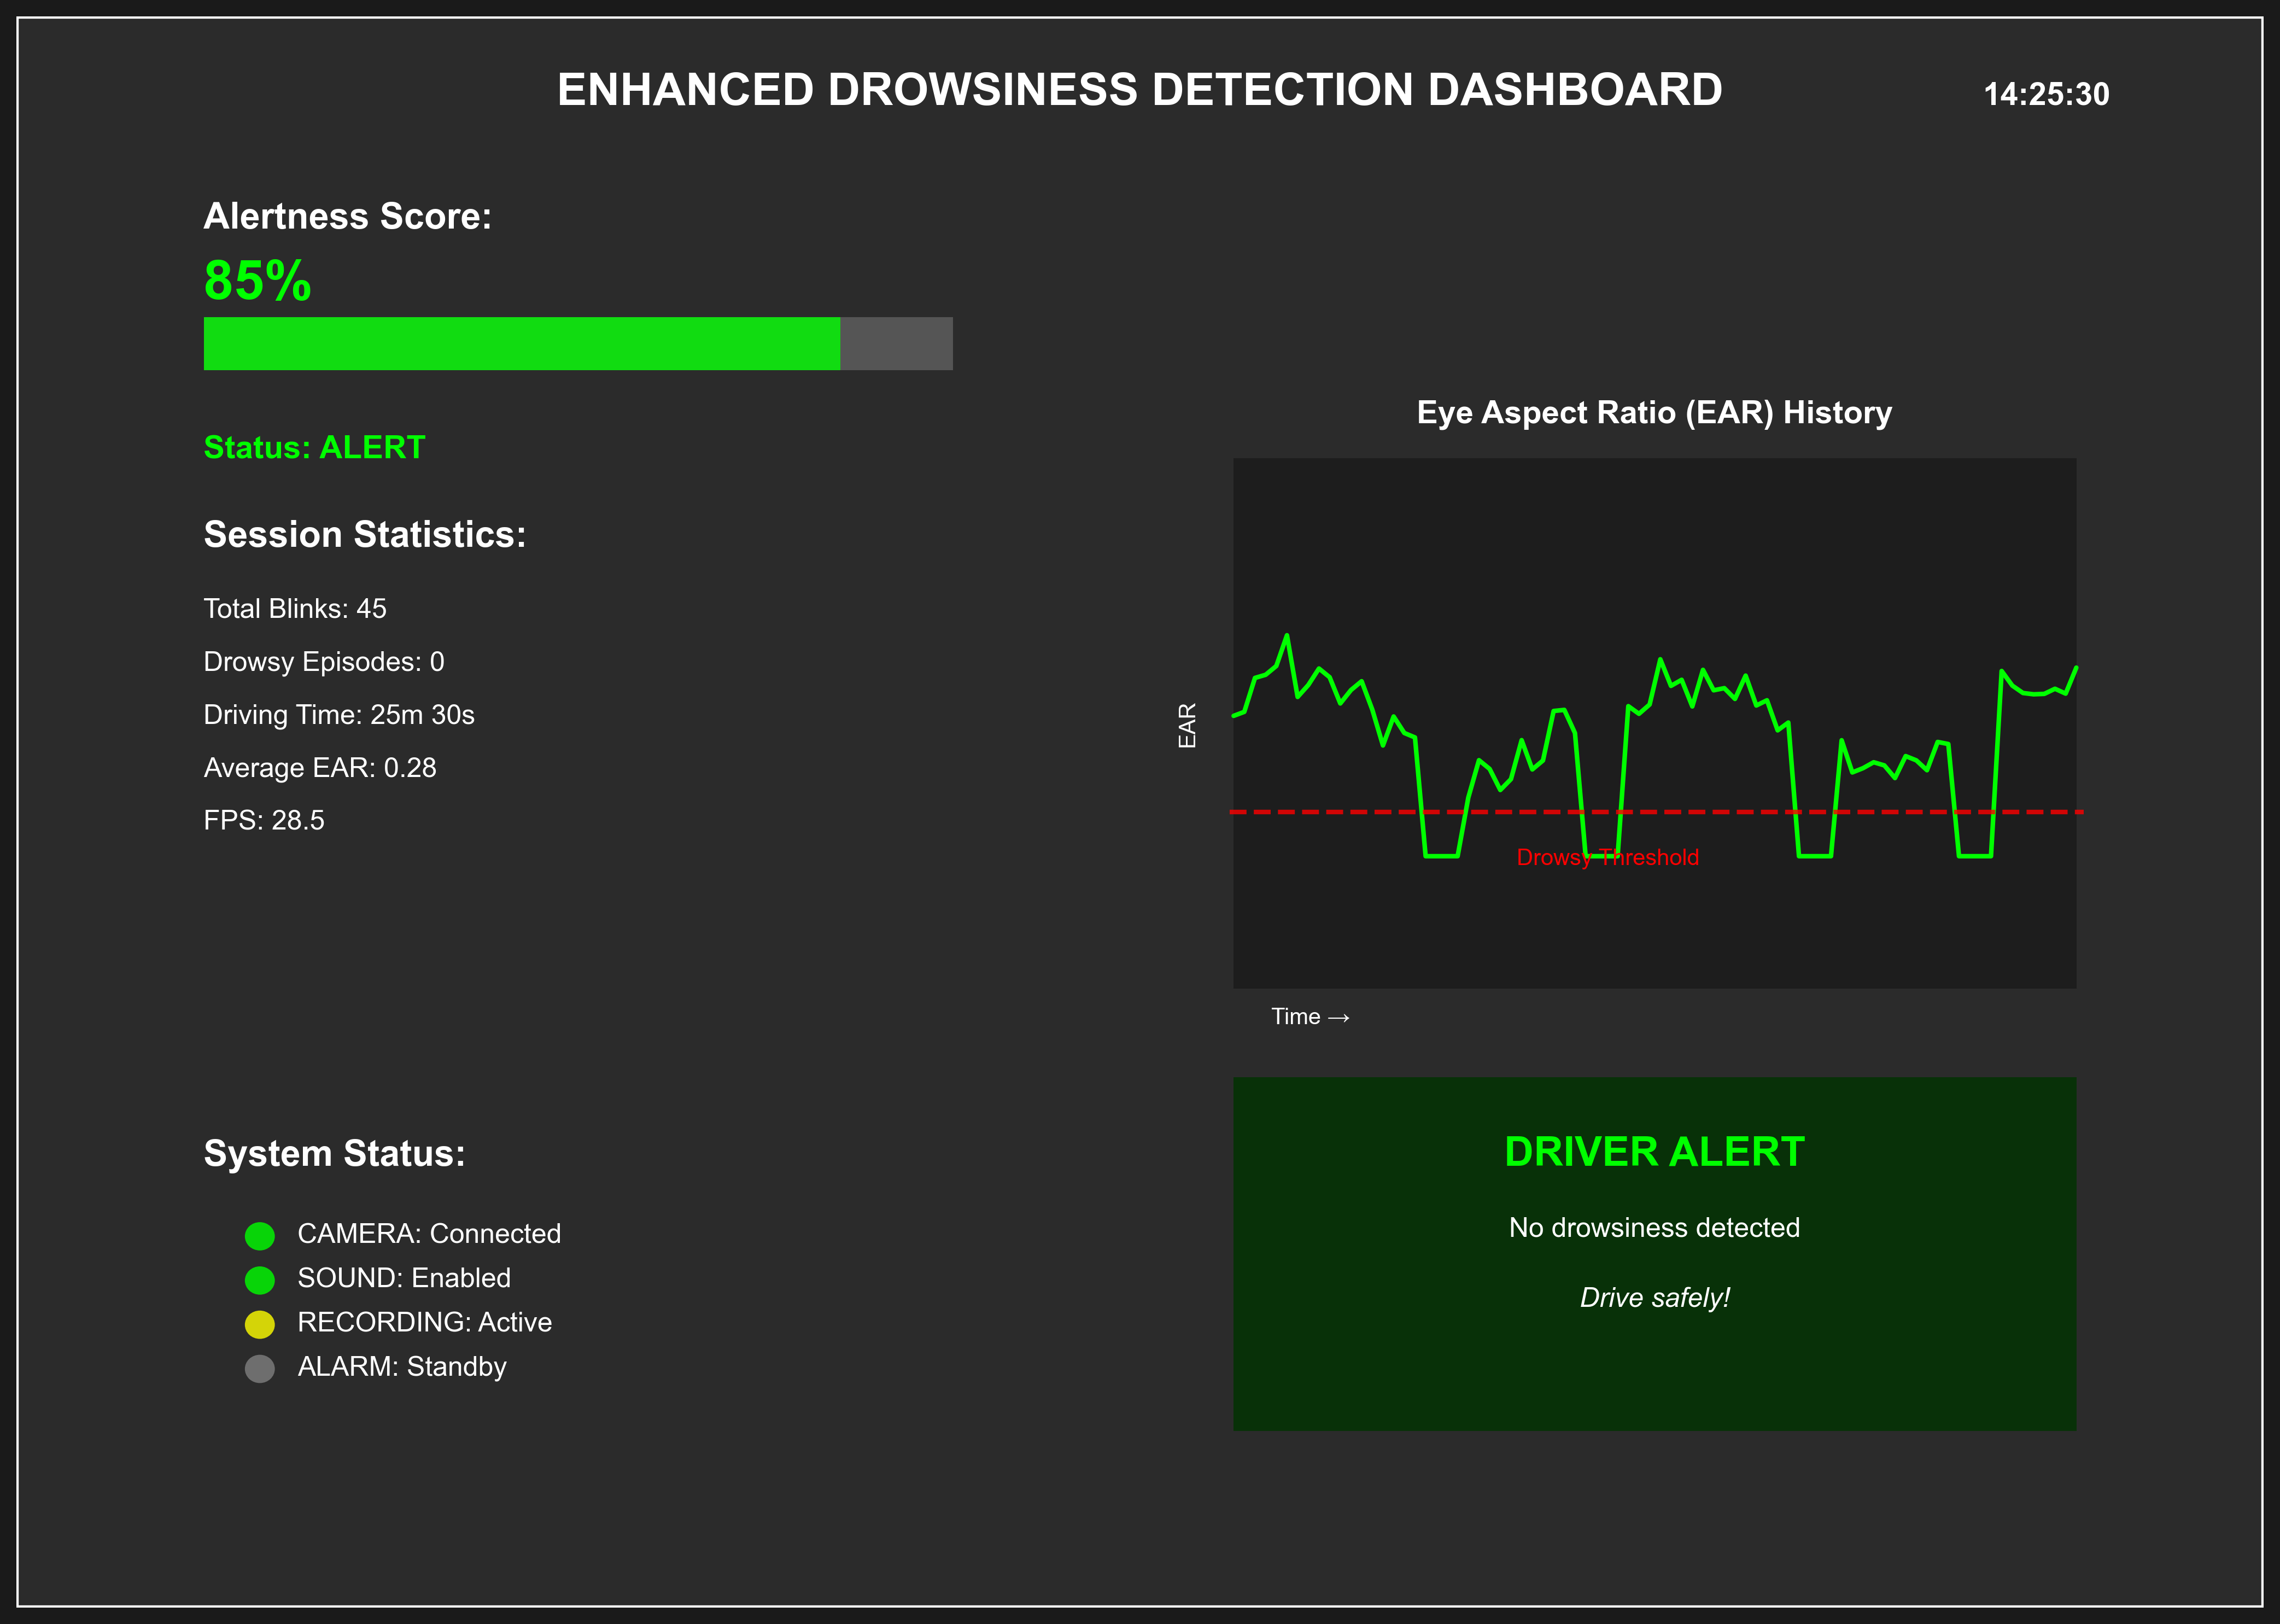 ENHANCED DROWSINESS DETECTION DASHBOARD
14:25:30
Alertness Score:
85%
Status: ALERT
Session Statistics:
Total Blinks: 45
Drowsy Episodes: 0
Driving Time: 25m 30s
Average EAR: 0.28
FPS: 28.5
System Status:
CAMERA: Connected
SOUND: Enabled
RECORDING: Active
ALARM: Standby
Eye Aspect Ratio (EAR) History
EAR
Drowsy Threshold
Time →
DRIVER ALERT
No drowsiness detected
Drive safely!